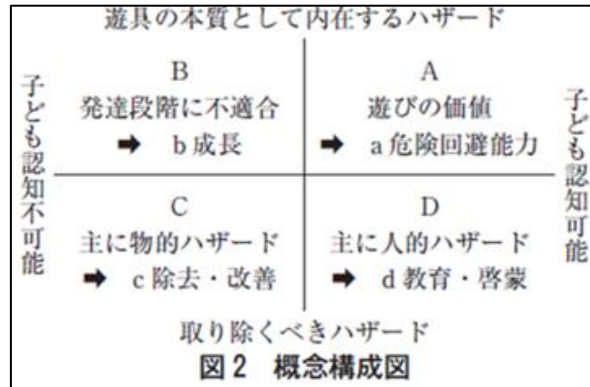 遊具の本質として内在するハザード
子ども認知不可能
B
発達段階に不適合
➡ b 成長
A
遊びの価値
➡ a 危険回避能力
子ども認知可能
C
主に物的ハザード
➡ c 除去・改善
D
主に人的ハザード
➡ d 教育・啓蒙
取り除くべきハザード
図2 概念構成図